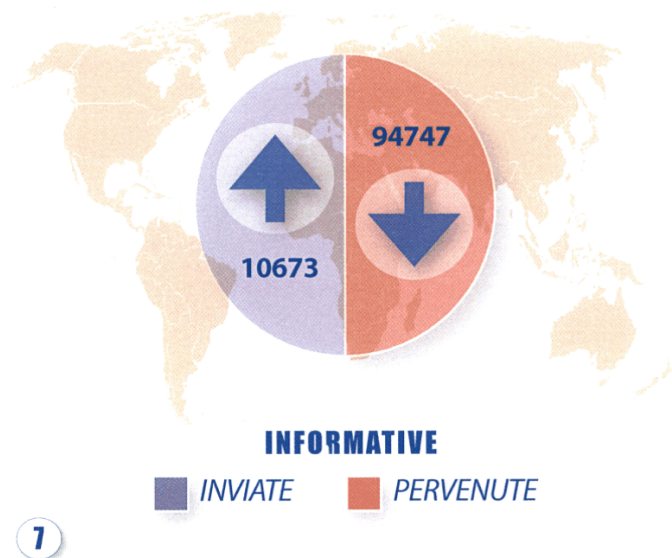 94747
10673
INFORMATIVE
INVIATE
PERVENUTE
7